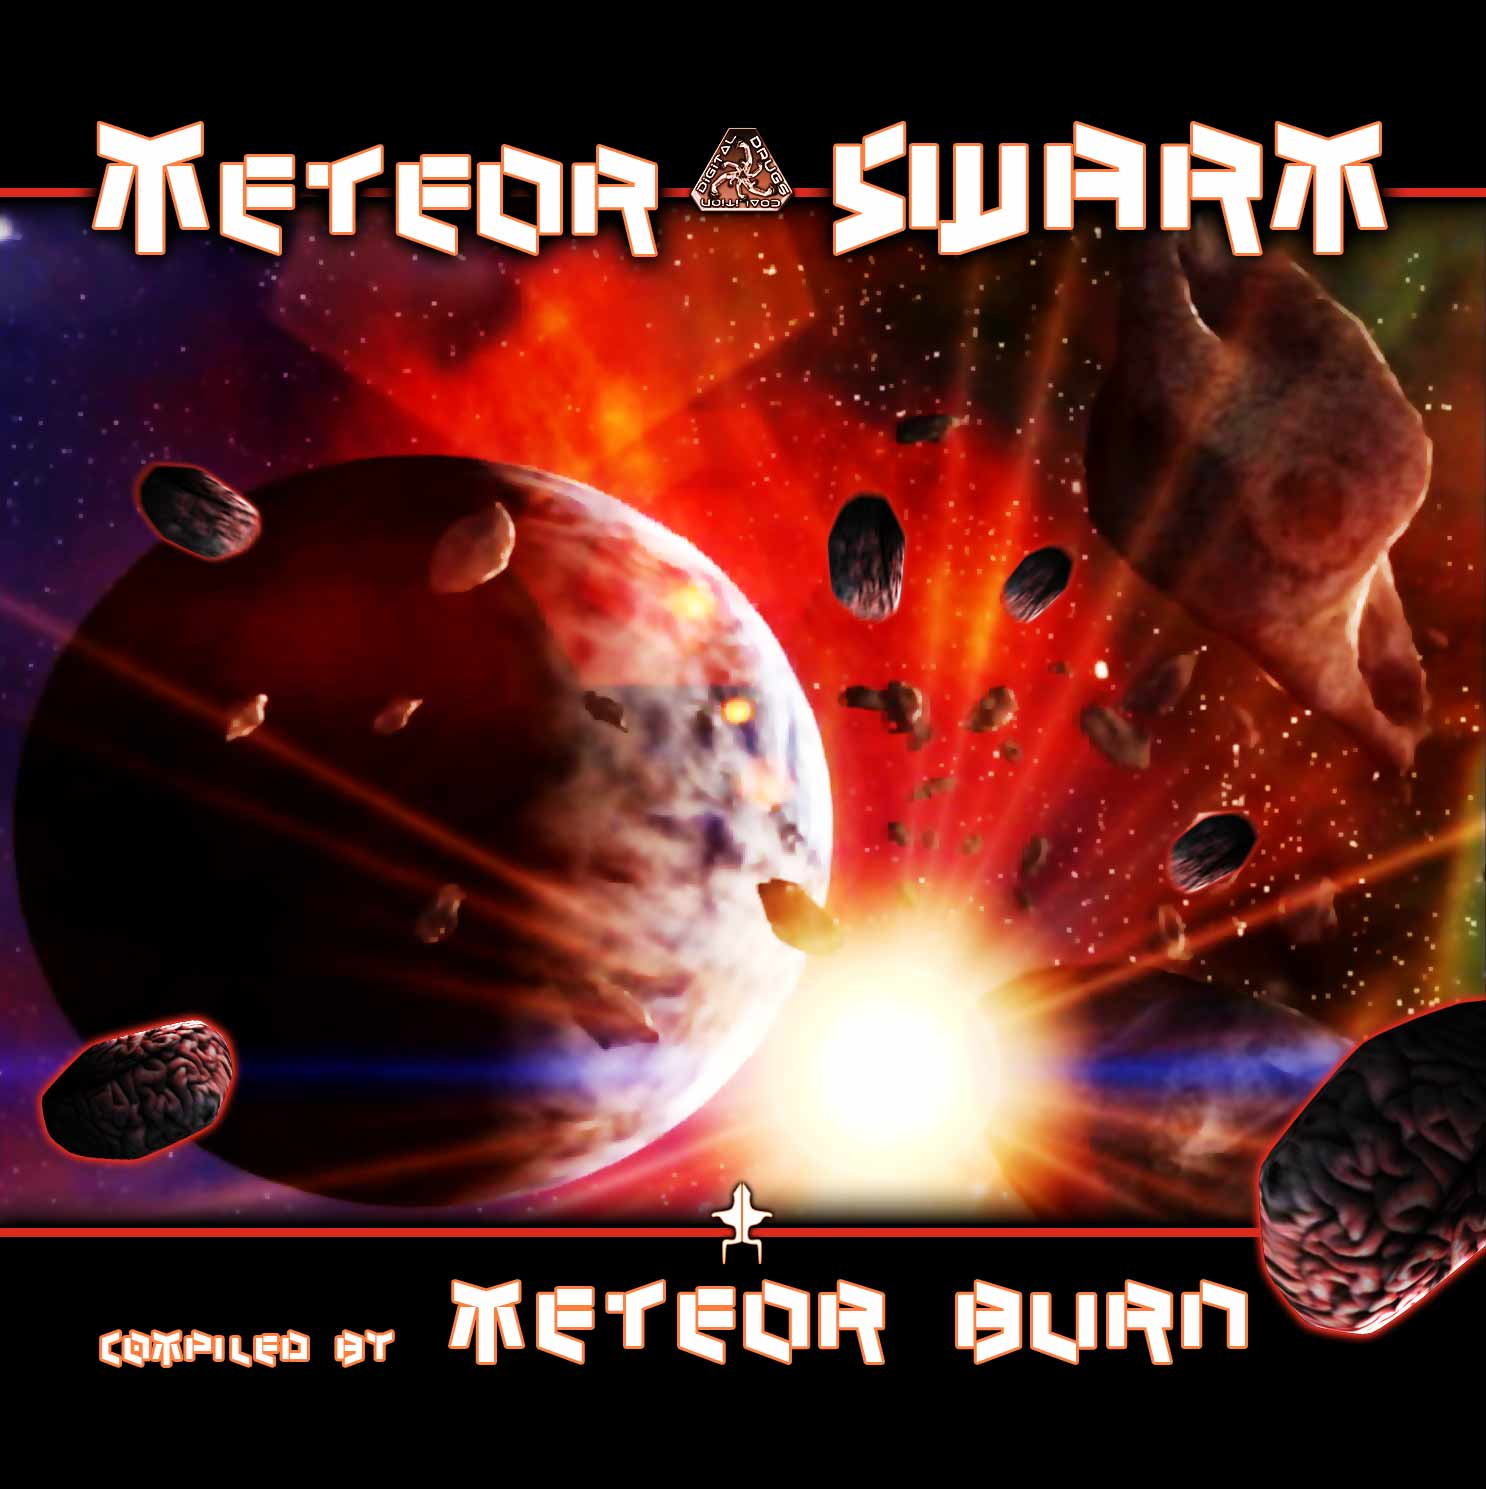 METEOR SWARM
DIGITAL DRUGS COALITION
COMPILED BY METEOR BURN